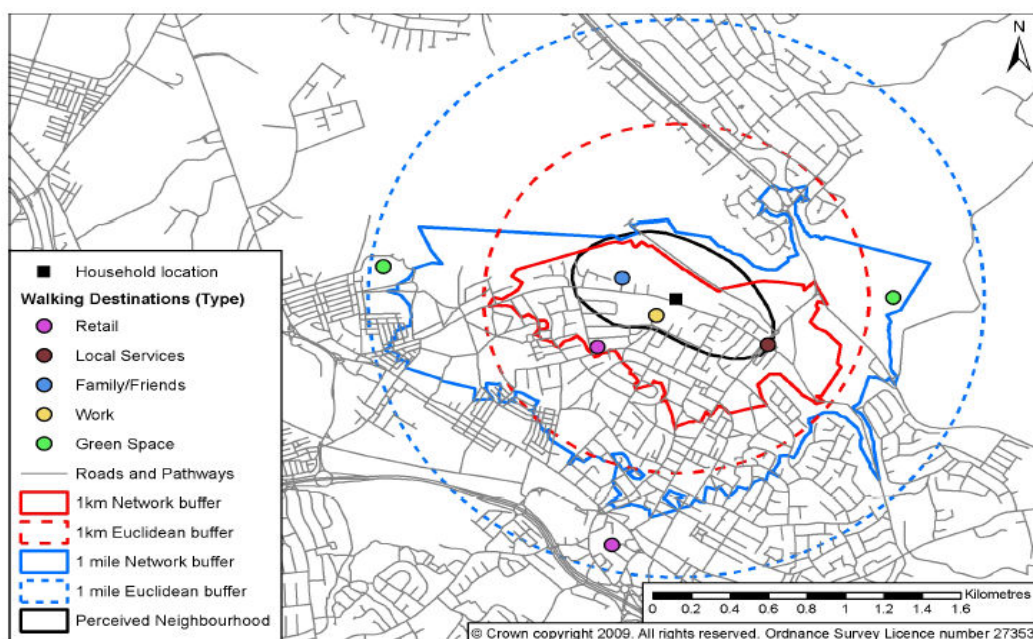 N
Household location
Walking Destinations (Type)
Retail
Local Services
Family/Friends
Work
Green Space
Roads and Pathways
1km Network buffer
1km Euclidean buffer
1 mile Network buffer
1 mile Euclidean buffer
Perceived Neighbourhood
Kilometres
0 0.2 0.4 0.6 0.8 1 1.2 1.4 1.6
© Crown copyright 2009. All rights reserved. Ordnance Survey Licence number 27363